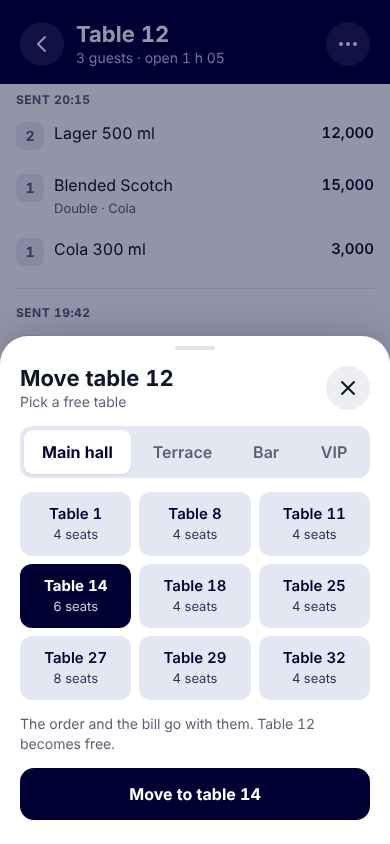 Table 12
3 guests · open 1 h 05
SENT 20:15
2 Lager 500 ml 12,000
1 Blended Scotch 15,000
Double · Cola
1 Cola 300 ml 3,000
SENT 19:42
Move table 12
Pick a free table
Main hall Terrace Bar VIP
Table 1 Table 8 Table 11
4 seats 4 seats 4 seats
Table 14 Table 18 Table 25
6 seats 4 seats 4 seats
Table 27 Table 29 Table 32
8 seats 4 seats 4 seats
The order and the bill go with them. Table 12
becomes free.
Move to table 14